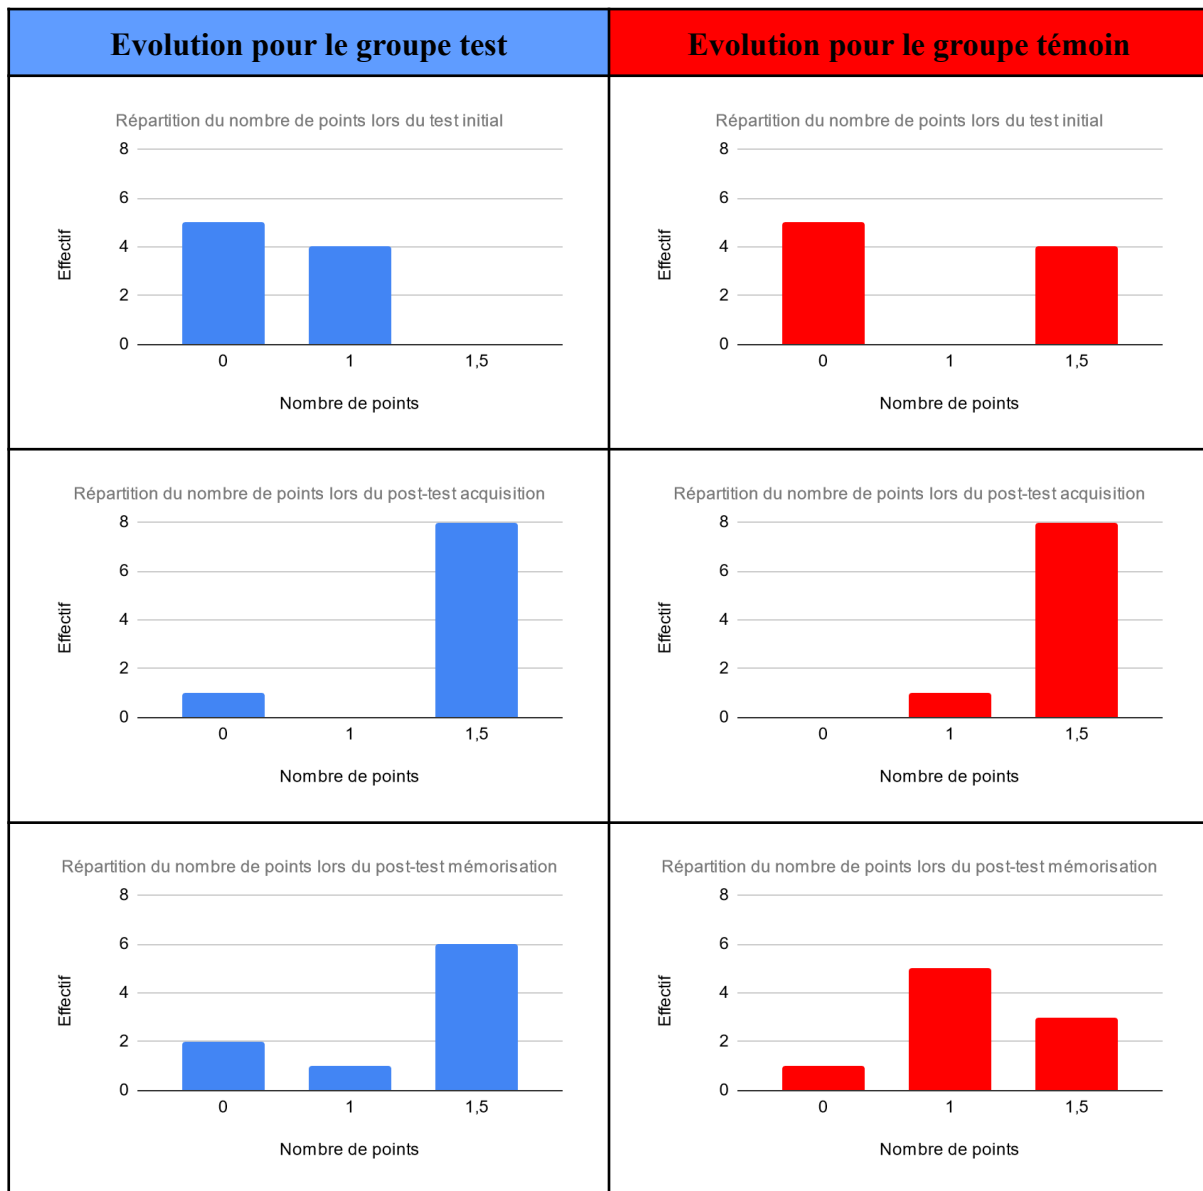 Evolution pour le groupe test
Evolution pour le groupe témoin
Répartition du nombre de points lors du test initial
8
6
4
2
0
Effectif
0 1 1,5
Nombre de points
Répartition du nombre de points lors du test initial
8
6
4
2
0
Effectif
0 1 1,5
Nombre de points
Répartition du nombre de points lors du post-test acquisition
8
6
4
2
0
Effectif
0 1 1,5
Nombre de points
Répartition du nombre de points lors du post-test acquisition
8
6
4
2
0
Effectif
0 1 1,5
Nombre de points
Répartition du nombre de points lors du post-test mémorisation
8
6
4
2
0
Effectif
0 1 1,5
Nombre de points
Répartition du nombre de points lors du post-test mémorisation
8
6
4
2
0
Effectif
0 1 1,5
Nombre de points